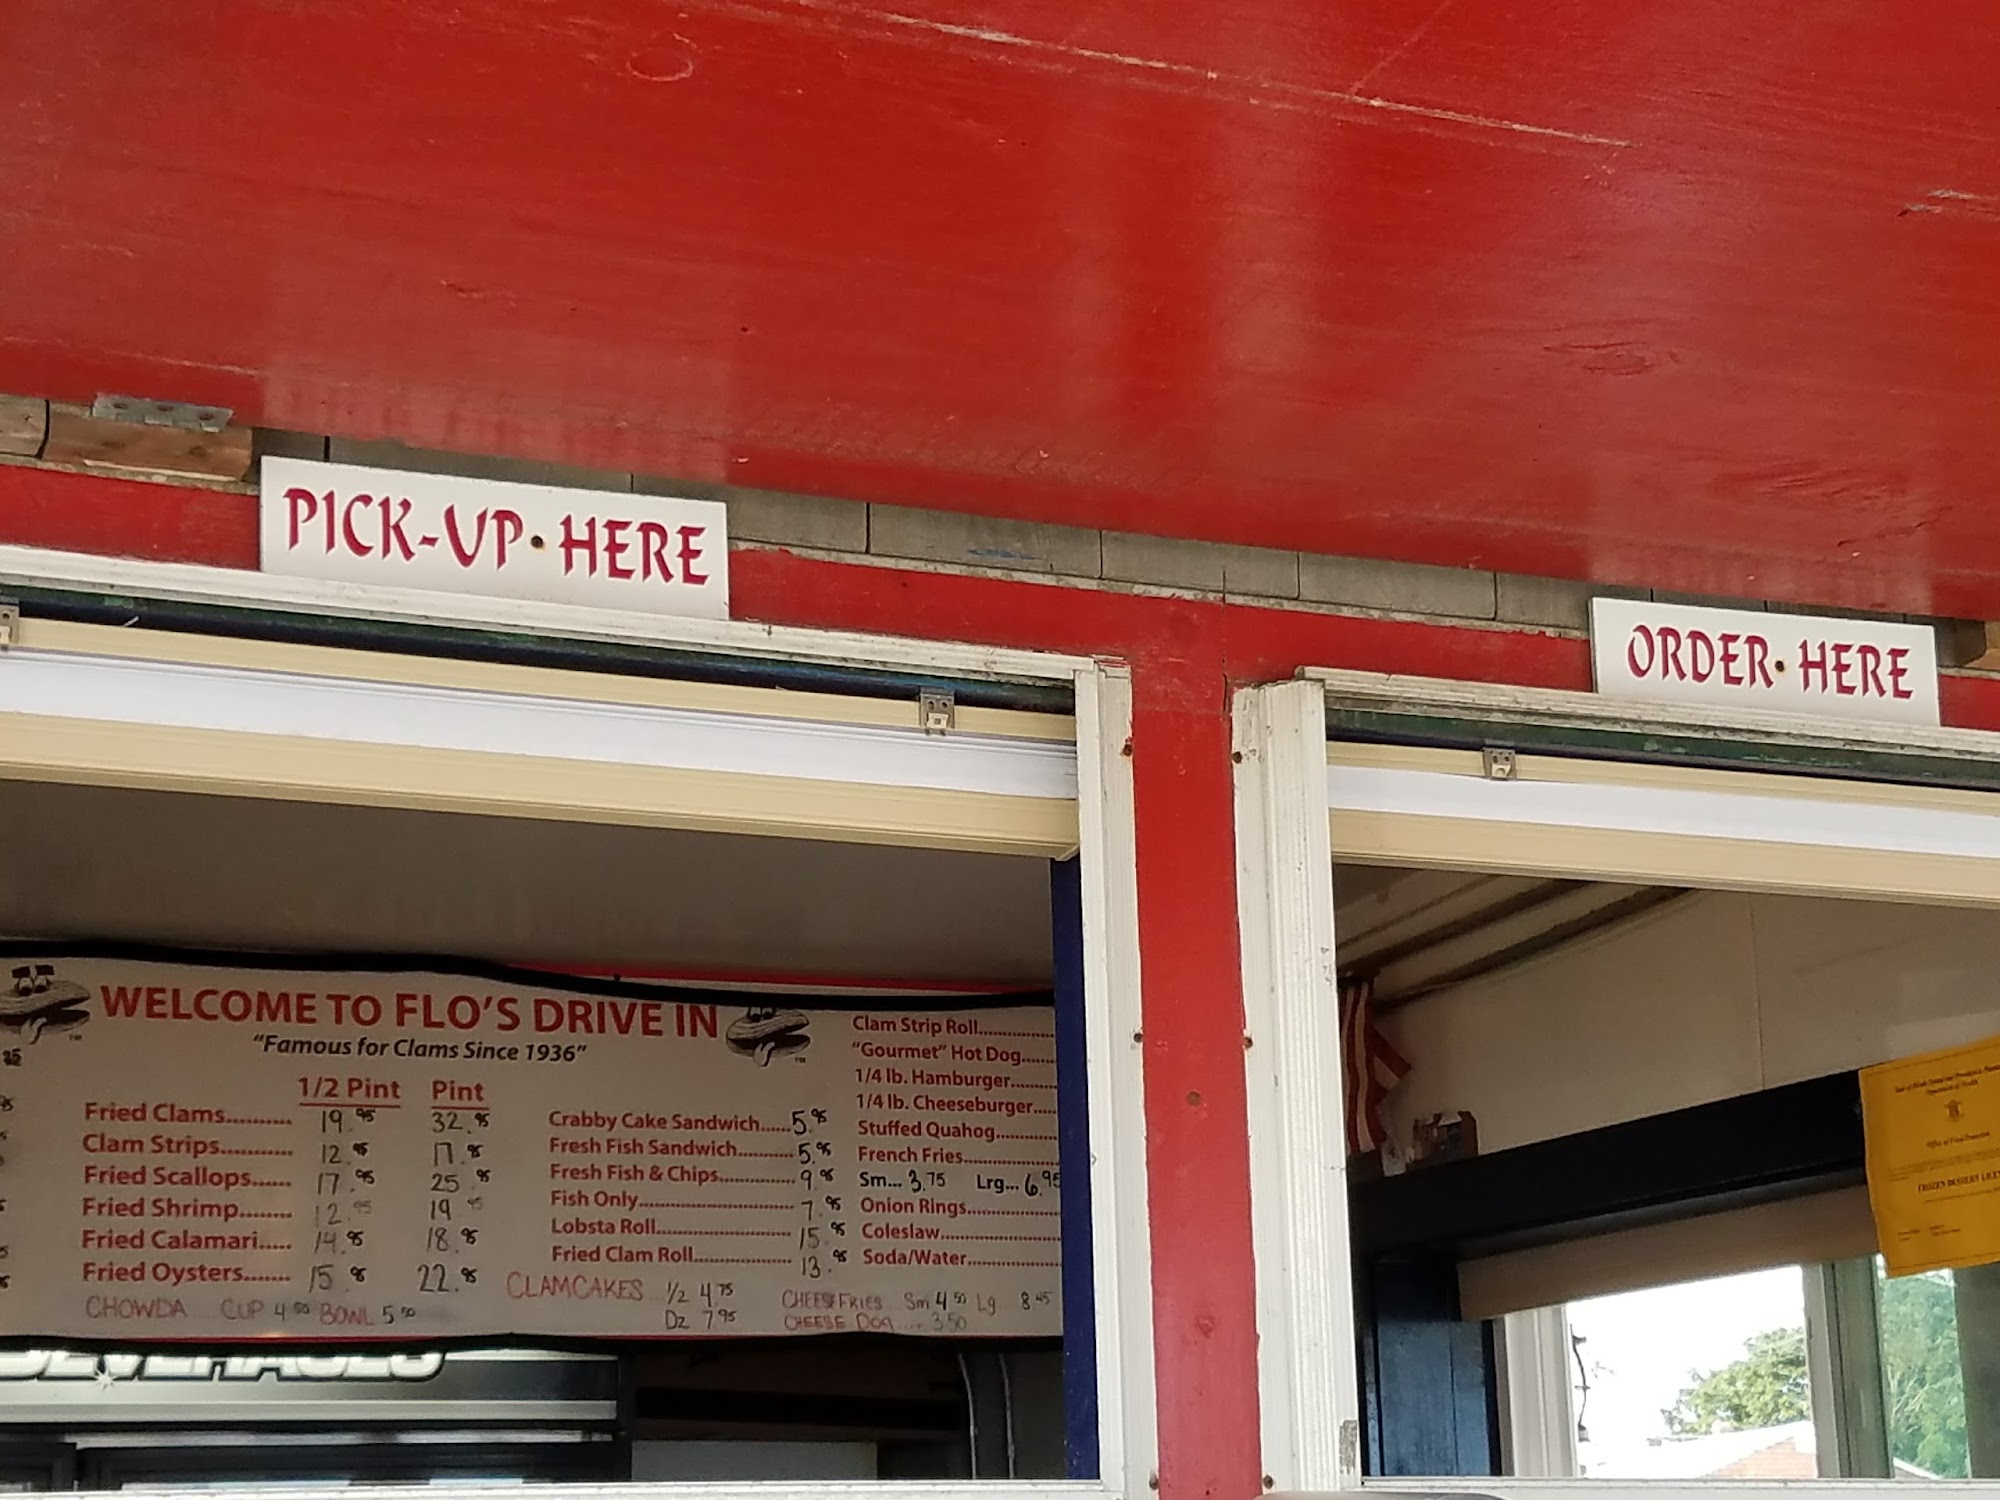 PICK-UP · HERE
ORDER · HERE
WELCOME TO FLO'S DRIVE IN
"Famous for Clams Since 1936"
1/2 Pint Pint
Fried Clams........... 19.95 32.95
Clam Strips............ 12.95 17.95
Fried Scallops...... 17.95 25.95
Fried Shrimp........ 12.95 19.95
Fried Calamari..... 14.95 18.95
Fried Oysters....... 15.95 22.95
CHOWDA CUP 4.50 BOWL 5.50
Crabby Cake Sandwich...... 5.95
Fresh Fish Sandwich........... 5.95
Fresh Fish & Chips............... 9.95
Fish Only............................ 7.95
Lobsta Roll......................... 15.95
Fried Clam Roll.................. 13.95
CLAMCAKES 1/2 4.75
Dz 7.95
Clam Strip Roll..............
"Gourmet" Hot Dog......
1/4 lb. Hamburger........
1/4 lb. Cheeseburger.....
Stuffed Quahog............
French Fries..................
Sm... 3.75 Lrg... 6.95
Onion Rings.................
Coleslaw......................
Soda/Water.................
CHEESE FRIES Sm 4.50 Lg 8.45
CHEESE DOG .... 3.50
BEVERAGES
FROZEN DESSERT